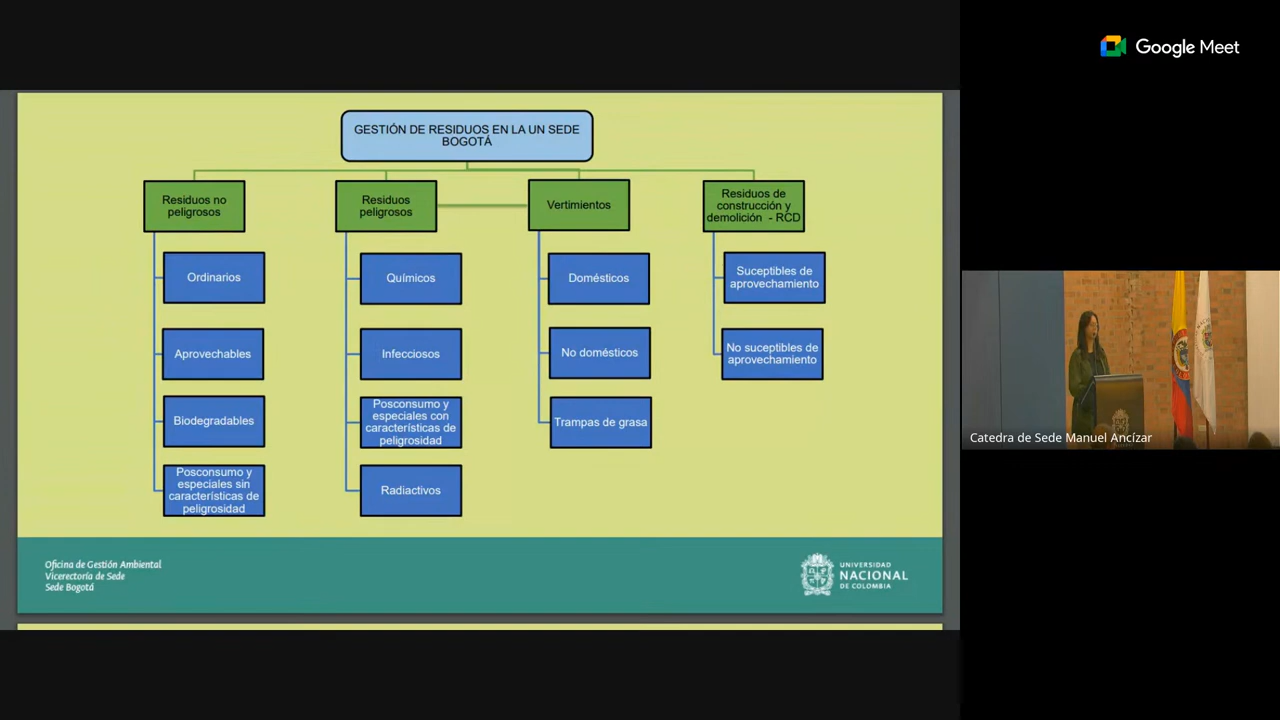 Google Meet
GESTIÓN DE RESIDUOS EN LA UN SEDE
BOGOTÁ
Residuos no
peligrosos
Ordinarios
Aprovechables
Biodegradables
Posconsumo y
especiales sin
características de
peligrosidad
Residuos
peligrosos
Químicos
Infecciosos
Posconsumo y
especiales con
características de
peligrosidad
Radiactivos
Vertimientos
Domésticos
No domésticos
Trampas de grasa
Residuos de
construcción y
demolición - RCD
Suceptibles de
aprovechamiento
No suceptibles de
aprovechamiento
Oficina de Gestión Ambiental
Vicerectoría de Sede
Sede Bogotá
UNIVERSIDAD
NACIONAL
DE COLOMBIA
Catedra de Sede Manuel Ancízar